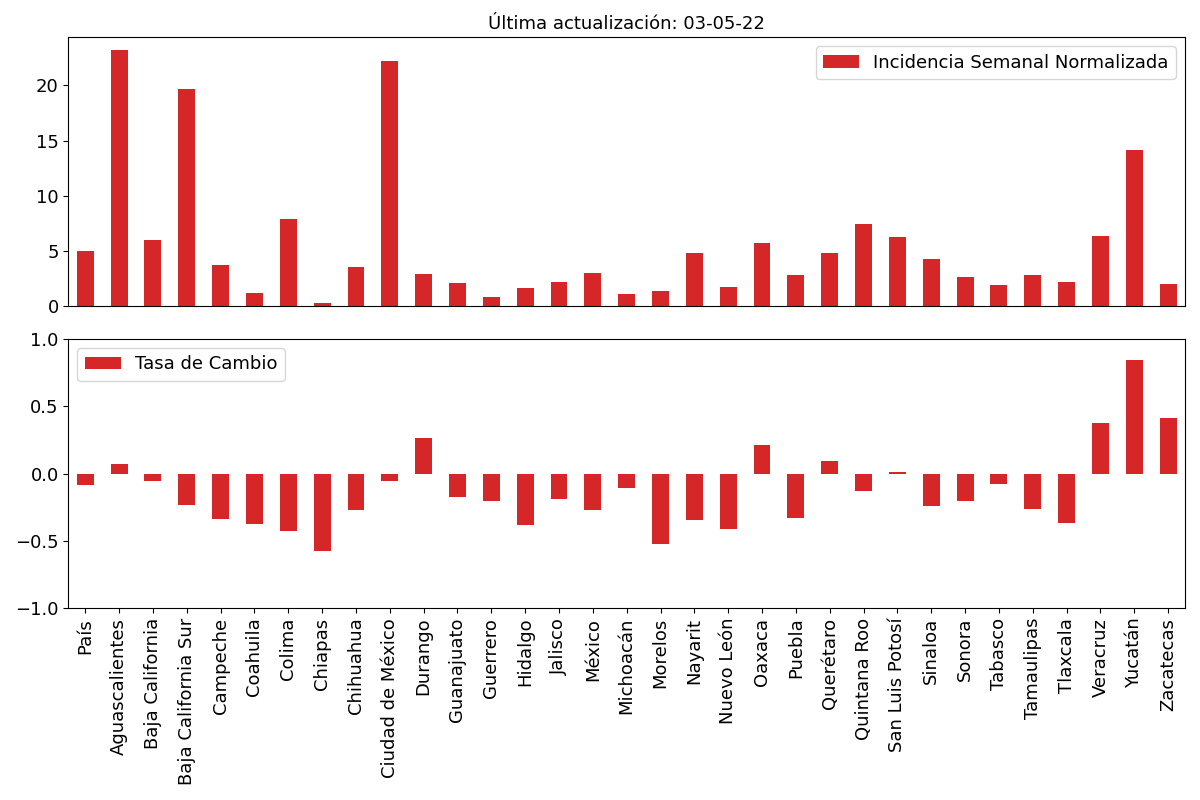 Última actualización: 03-05-22
Incidencia Semanal Normalizada
20
15
10
5
0
Tasa de Cambio
1.0
0.5
0.0
−0.5
−1.0
País
Aguascalientes
Baja California
Baja California Sur
Campeche
Coahuila
Colima
Chiapas
Chihuahua
Ciudad de México
Durango
Guanajuato
Guerrero
Hidalgo
Jalisco
México
Michoacán
Morelos
Nayarit
Nuevo León
Oaxaca
Puebla
Querétaro
Quintana Roo
San Luis Potosí
Sinaloa
Sonora
Tabasco
Tamaulipas
Tlaxcala
Veracruz
Yucatán
Zacatecas